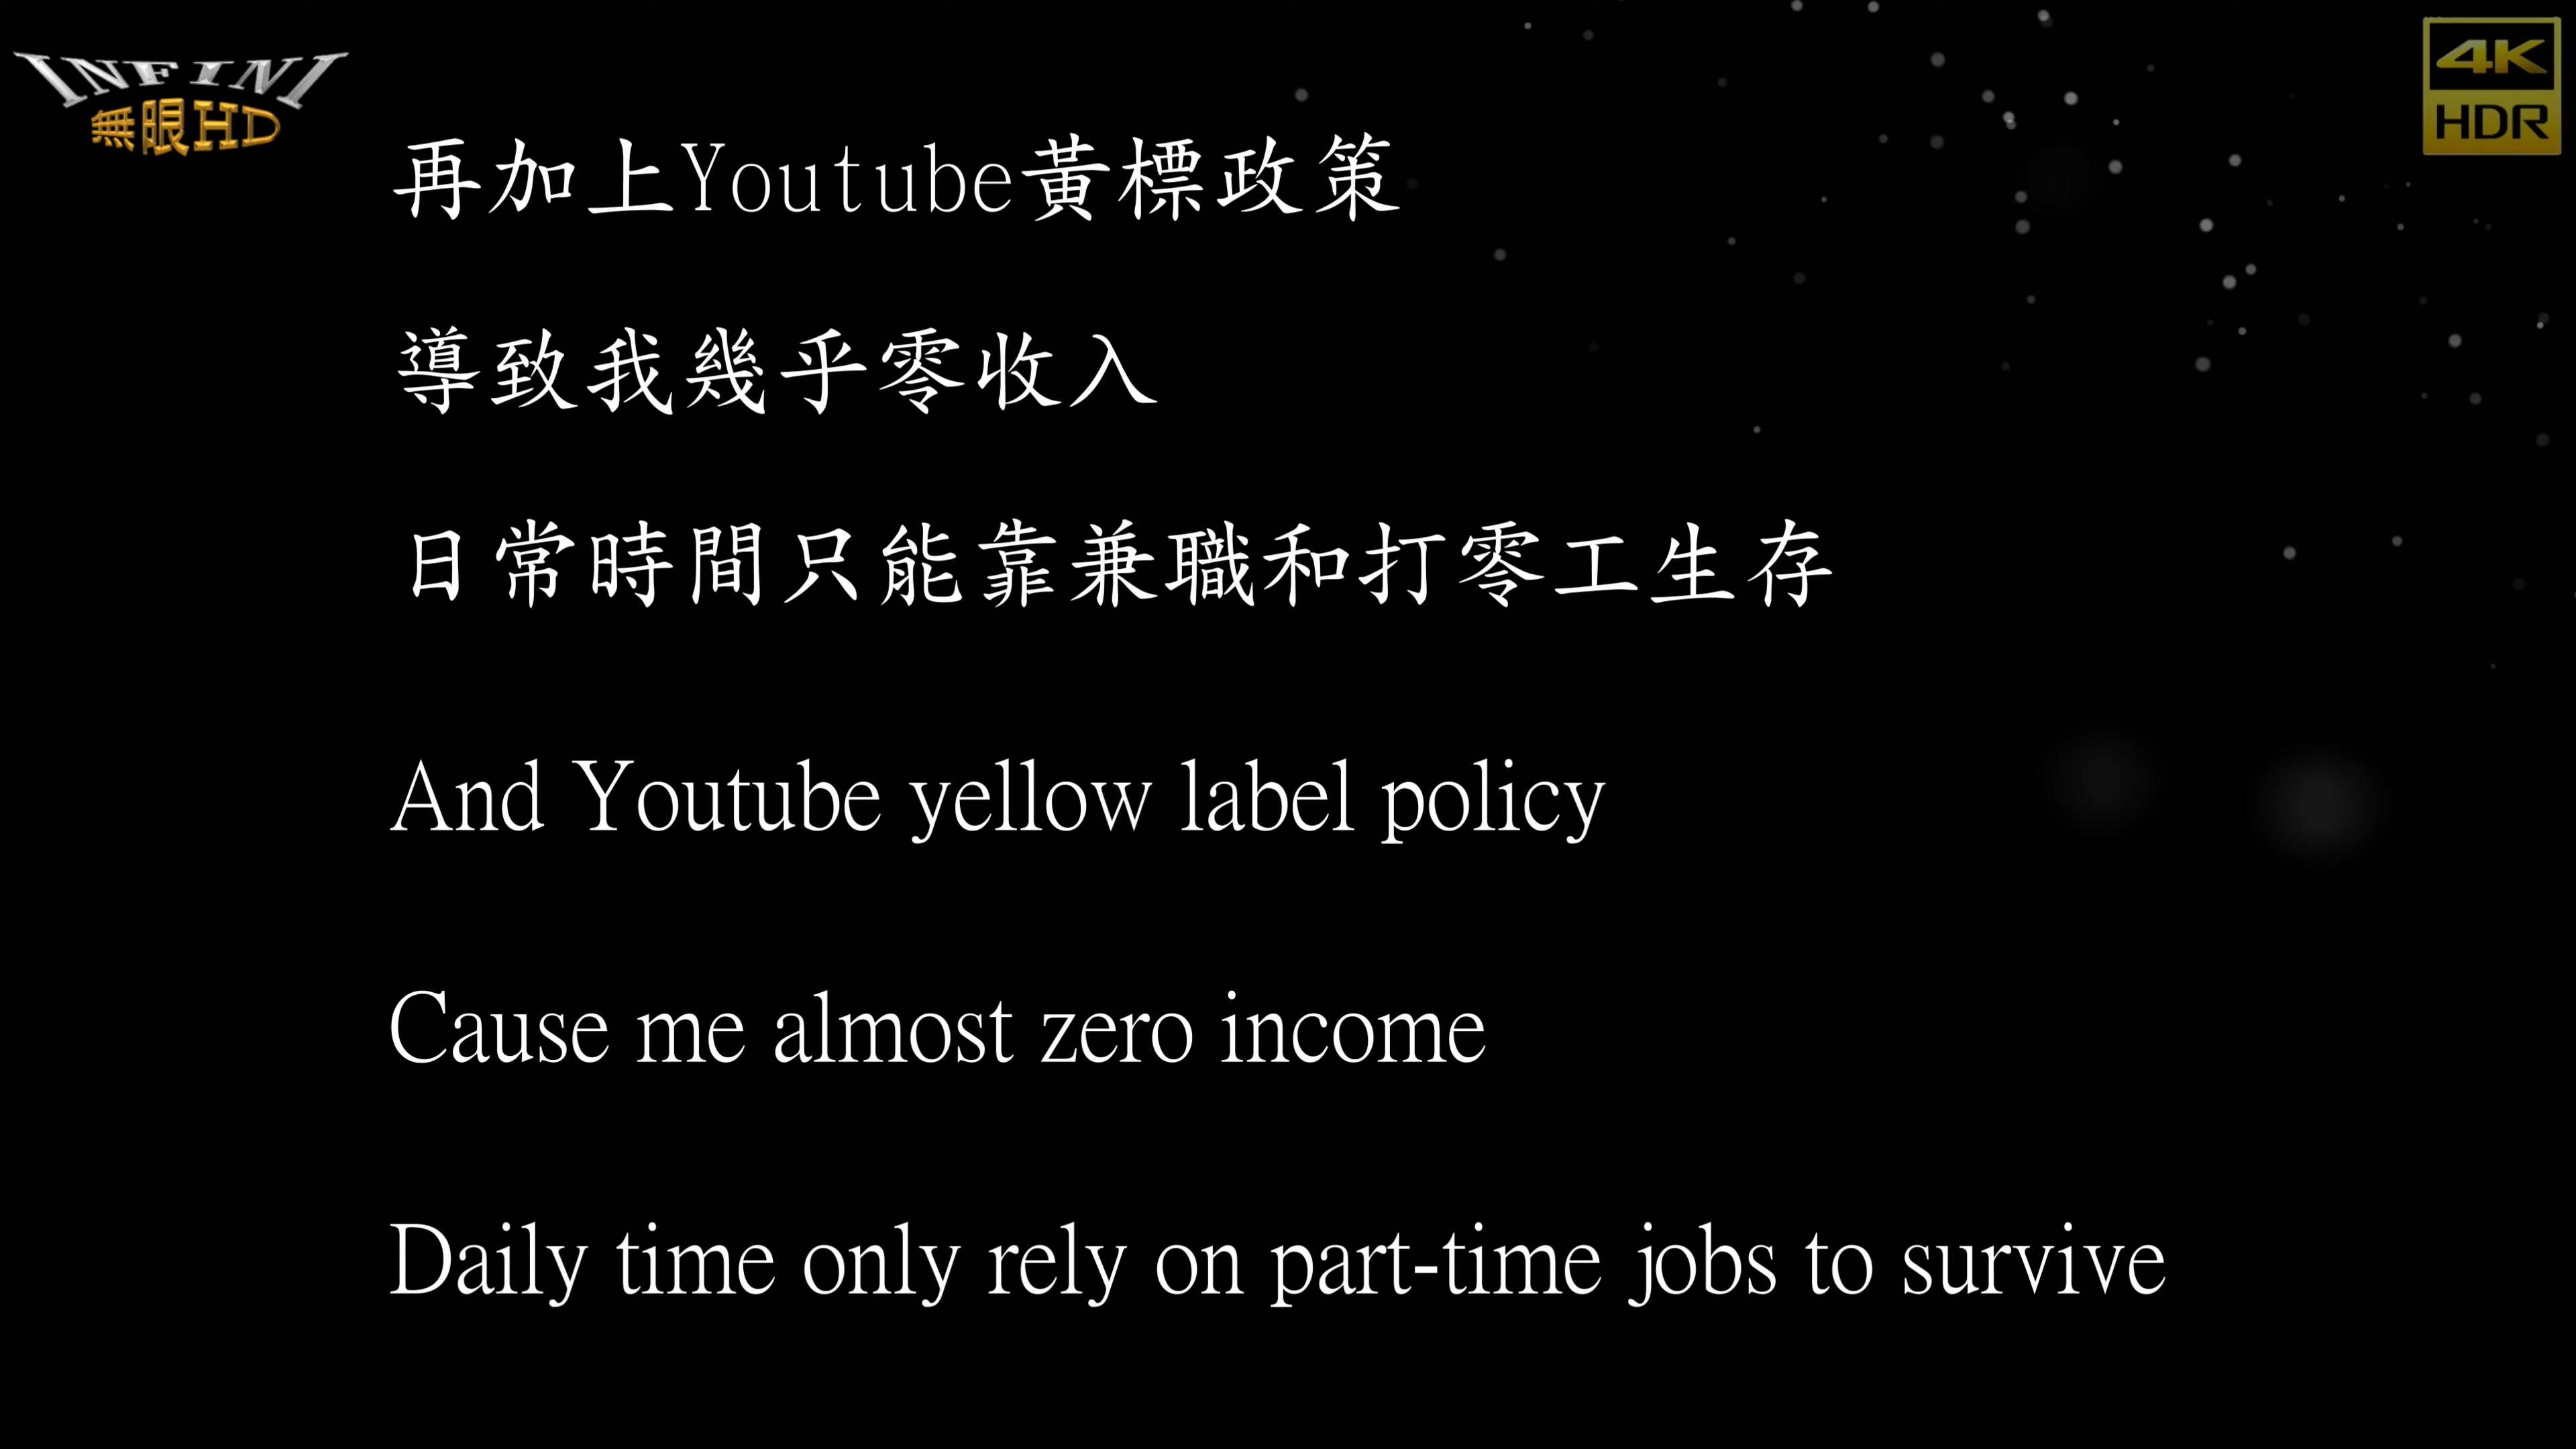 INFINI
無限HD
4K
HDR
再加上Youtube黃標政策
導致我幾乎零收入
日常時間只能靠兼職和打零工生存
And Youtube yellow label policy
Cause me almost zero income
Daily time only rely on part-time jobs to survive